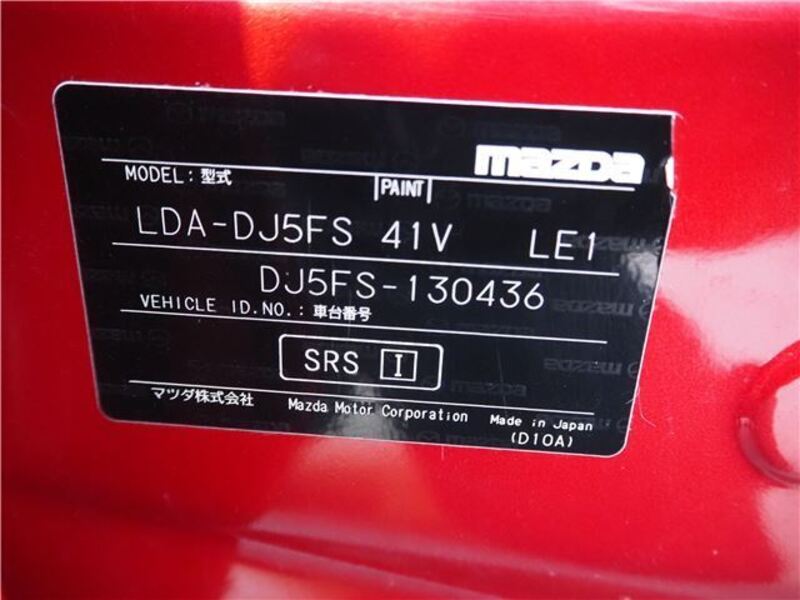 mazda
MODEL : 型式
PAINT
LDA-DJ5FS 41V LE1
DJ5FS-130436
VEHICLE ID.NO. : 車台番号
SRS I
マツダ株式会社 Mazda Motor Corporation Made in Japan
(D10A)